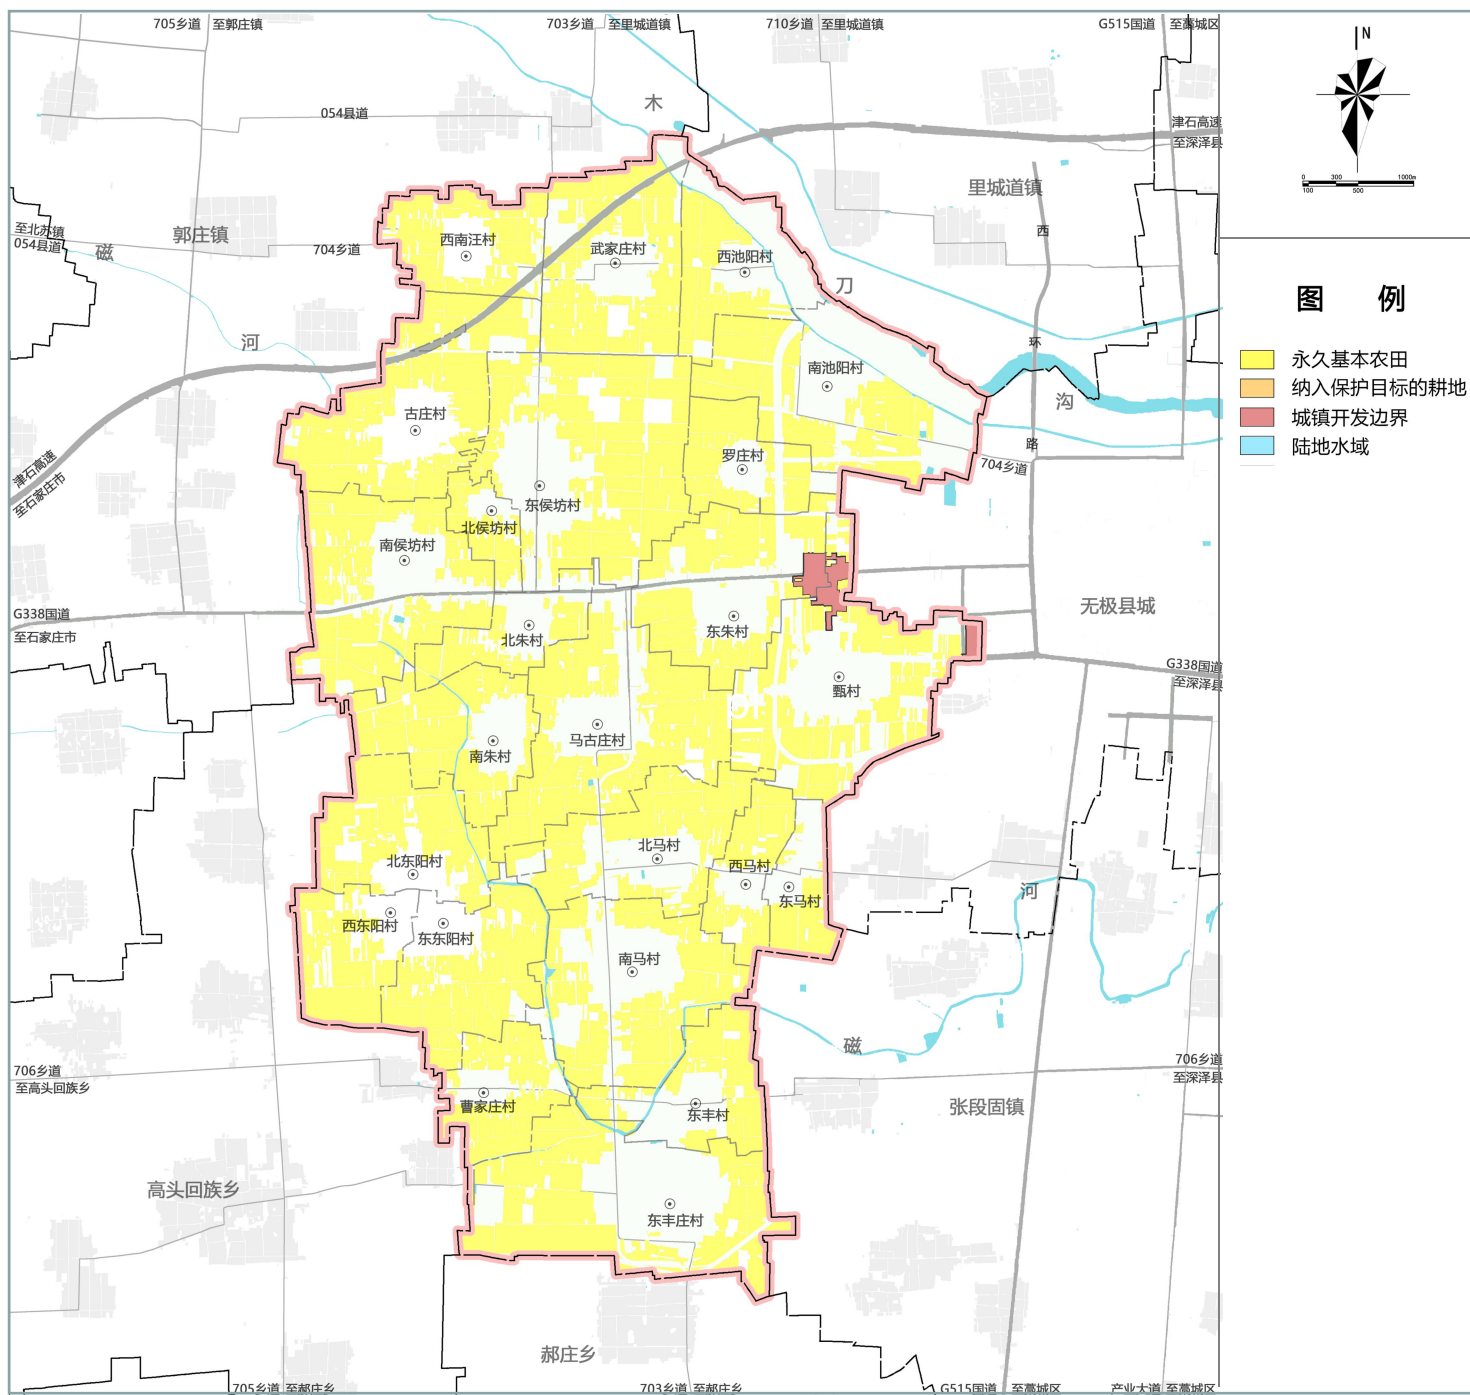 705乡道 至郭庄镇
703乡道 至里城道镇
710乡道 至里城道镇
G515国道 至藁城区
N
木
054县道
津石高速
至深泽县
0 300 1000m
100 500
里城道镇
至北苏镇
054县道
磁
郭庄镇
704乡道
西南汪村
武家庄村
西池阳村
西
刀
图 例
河
环
永久基本农田
南池阳村
纳入保护目标的耕地
沟
古庄村
城镇开发边界
路
陆地水域
罗庄村
704乡道
津石高速
至石家庄市
东侯坊村
北侯坊村
南侯坊村
无极县城
G338国道
至石家庄市
北朱村
东朱村
G338国道
至深泽县
甄村
南朱村
马古庄村
北马村
北东阳村
西马村
东马村
河
西东阳村
东东阳村
南马村
磁
706乡道
至深泽县
706乡道
至高头回族乡
曹家庄村
东丰村
张段固镇
高头回族乡
东丰庄村
郝庄乡
705乡道 至郝庄乡
703乡道 至郝庄乡
G515国道 至藁城区
产业大道 至藁城区